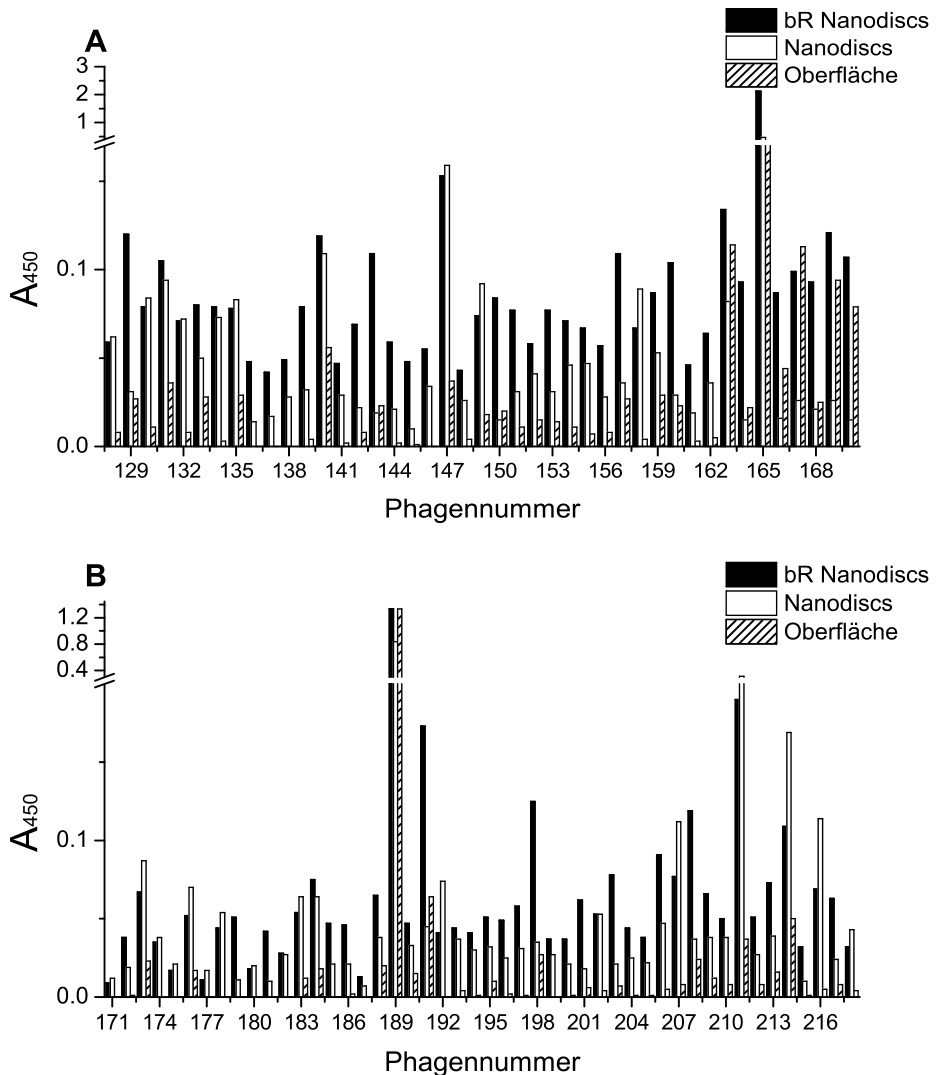 A
bR Nanodiscs
Nanodiscs
Oberfläche
3
2
1
0.1
0.0
A450
129 132 135 138 141 144 147 150 153 156 159 162 165 168
Phagennummer
B
bR Nanodiscs
Nanodiscs
Oberfläche
1.2
0.8
0.4
0.1
0.0
A450
171 174 177 180 183 186 189 192 195 198 201 204 207 210 213 216
Phagennummer